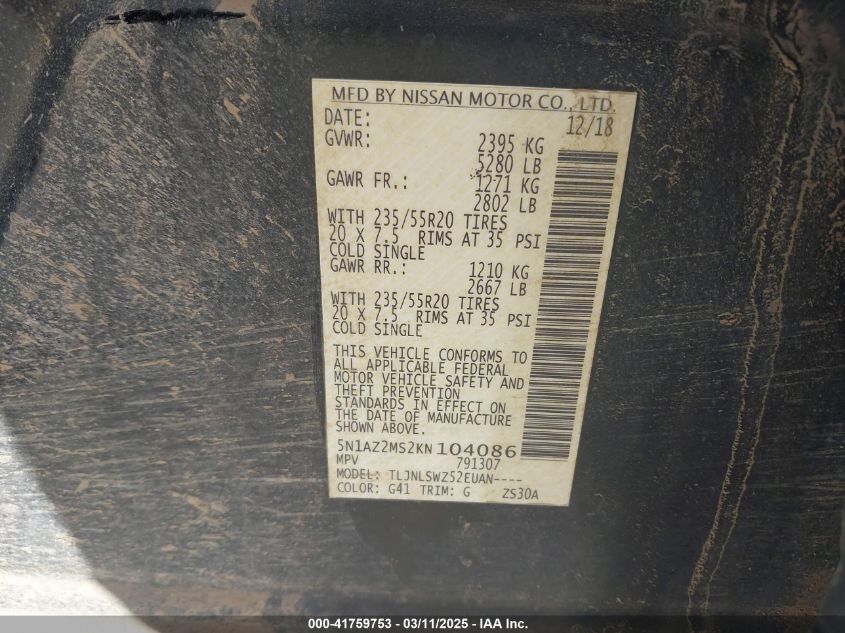 MFD BY NISSAN MOTOR CO., LTD.
DATE: 12/18
GVWR: 2395 KG
5280 LB
GAWR FR.: 1271 KG
2802 LB
WITH 235/55R20 TIRES
20 X 7.5 RIMS AT 35 PSI
COLD SINGLE
GAWR RR.: 1210 KG
2667 LB
WITH 235/55R20 TIRES
20 X 7.5 RIMS AT 35 PSI
COLD SINGLE
THIS VEHICLE CONFORMS TO
ALL APPLICABLE FEDERAL
MOTOR VEHICLE SAFETY AND
THEFT PREVENTION
STANDARDS IN EFFECT ON
THE DATE OF MANUFACTURE
SHOWN ABOVE.
5N1AZ2MS2KN104086
MPV 791307
MODEL: TLJNLSWZ52EUAN----
COLOR: G41 TRIM: G ZS30A
000-41759753 - 03/11/2025 - IAA Inc.